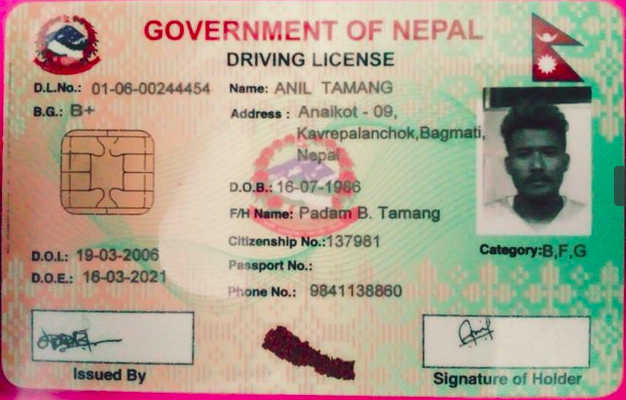 GOVERNMENT OF NEPAL
DRIVING LICENSE
D.L.No.: 01-06-00244454
B.G.: B+
Name: ANIL TAMANG
Address : Anaikot - 09,
Kavrepalanchok,Bagmati,
Nepal
D.O.B.: 16-07-1986
F/H Name: Padam B. Tamang
Citizenship No.:137981
Passport No.:
Phone No.: 9841138860
Category:B,F,G
D.O.I.: 19-03-2006
D.O.E.: 16-03-2021
Issued By
Signature of Holder